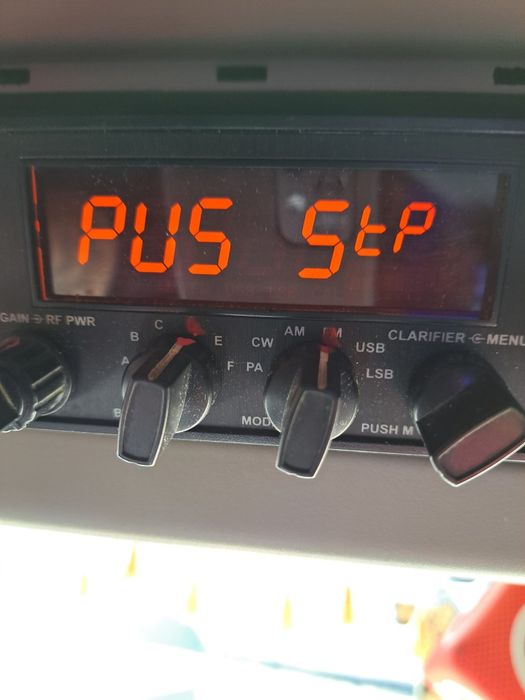 PUS StP
GAIN RF PWR
B C E
A F
B
AM FM
CW USB
PA LSB
MOD
CLARIFIER MENU
PUSH M